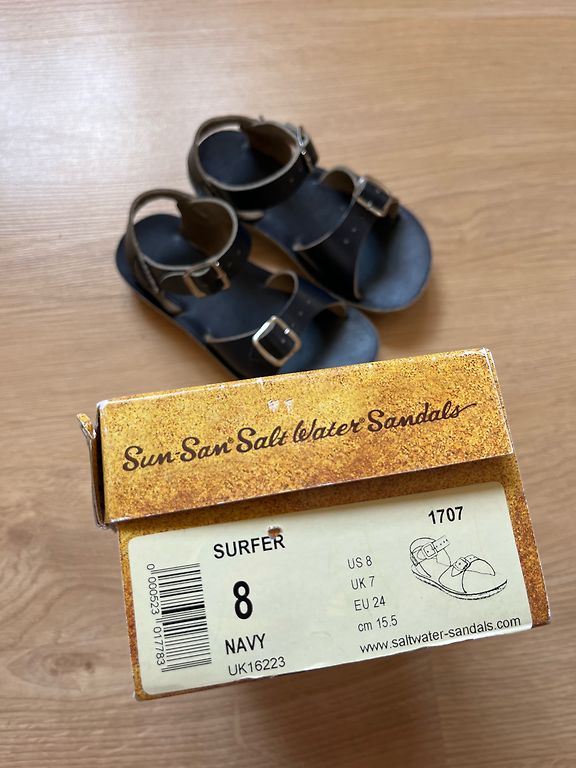 Sun-San® Salt Water® Sandals
SURFER
1707
8
US 8
UK 7
EU 24
cm 15.5
NAVY
UK16223
www.saltwater-sandals.com
0 000523 017783